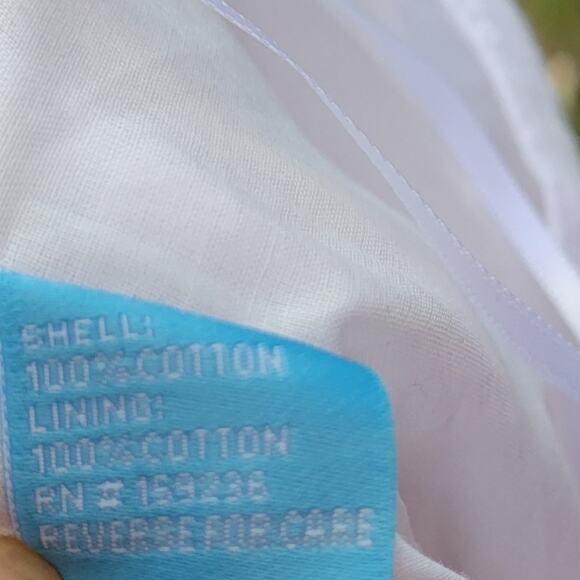 SHELL:
100% COTTON
LINING:
100% COTTON
RN # 159236
REVERSE FOR CARE